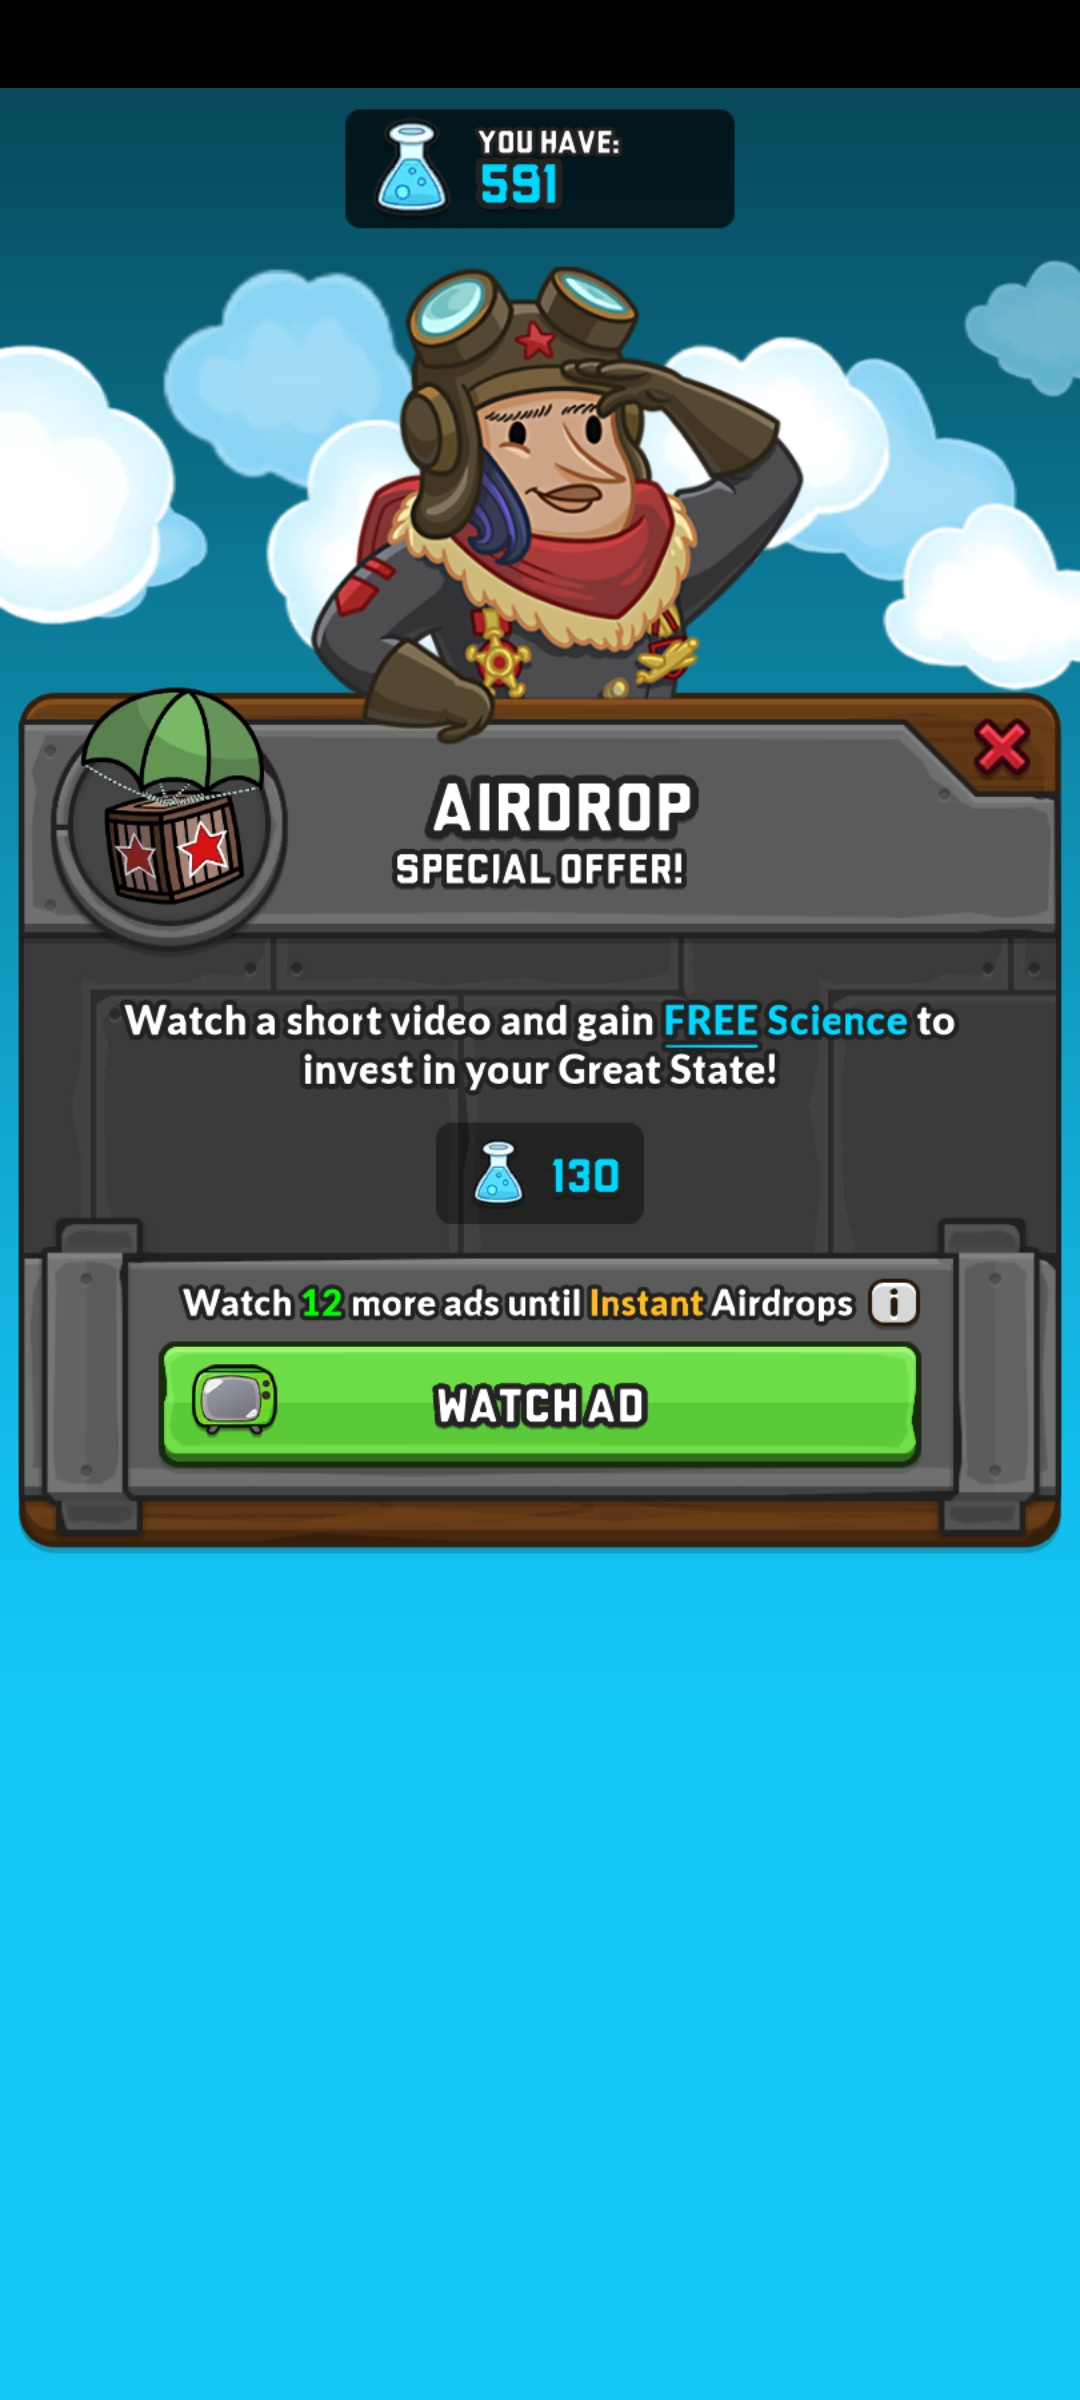 YOU HAVE:
591
AIRDROP
SPECIAL OFFER!
Watch a short video and gain FREE Science to
invest in your Great State!
130
Watch 12 more ads until Instant Airdrops i
WATCH AD